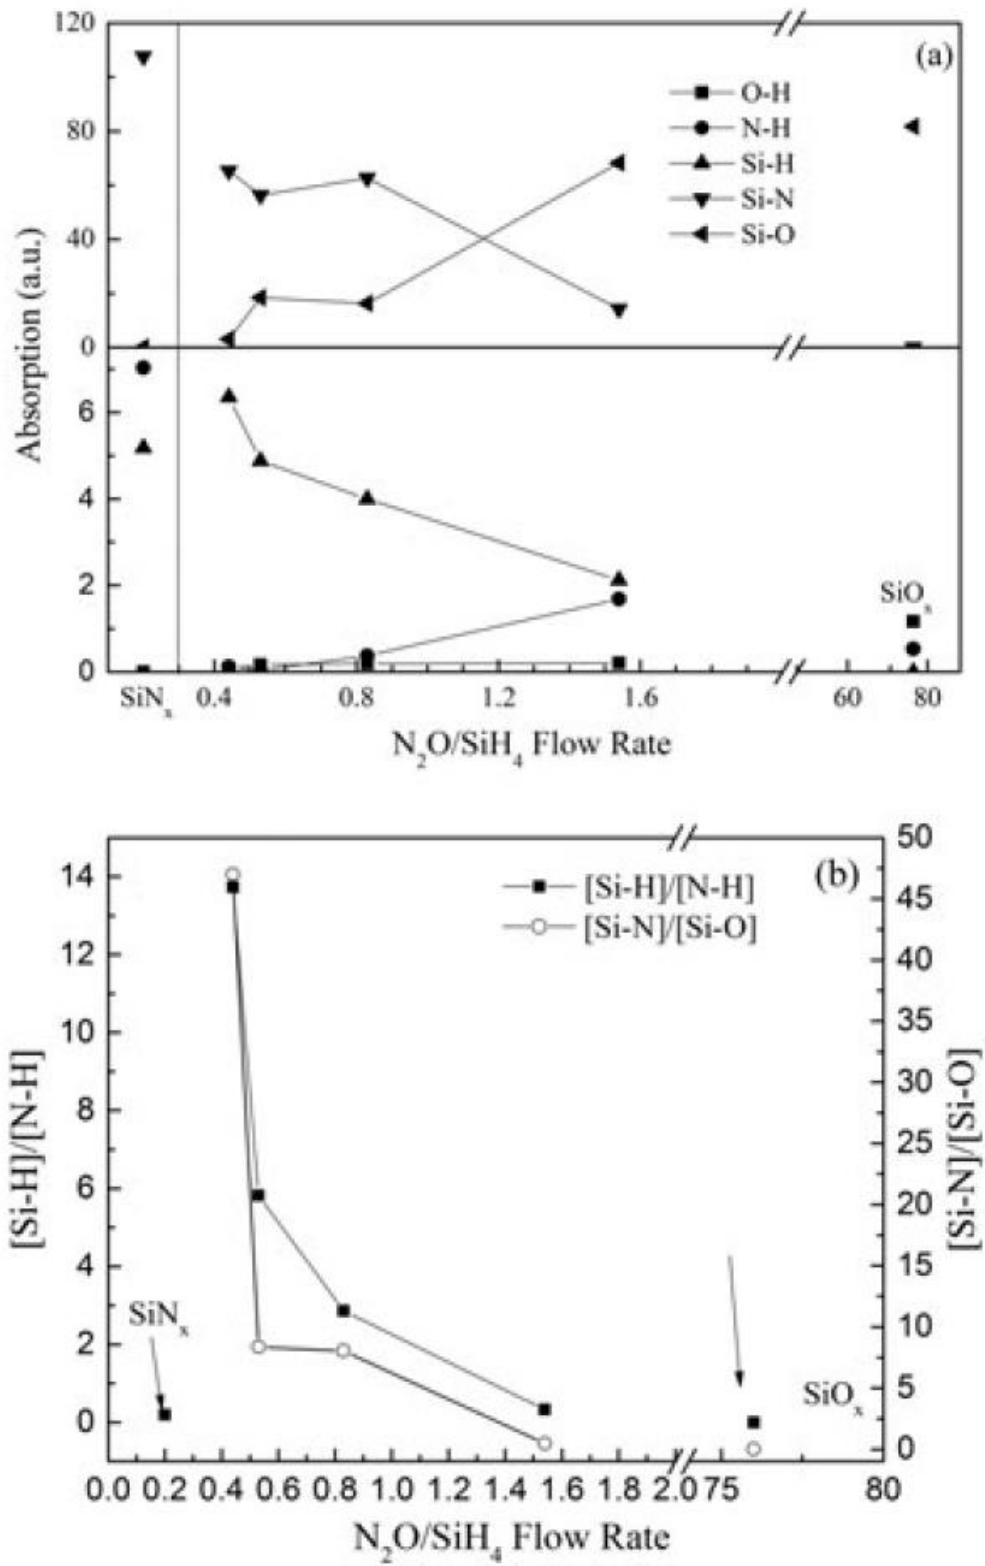 120
80
40
0
6
4
2
0
Absorption (a.u.)
(a)
O-H
N-H
Si-H
Si-N
Si-O
SiOₓ
SiNₓ 0.4 0.8 1.2 1.6 60 80
N₂O/SiH₄ Flow Rate
14
12
10
8
6
4
2
0
[Si-H]/[N-H]
(b)
[Si-H]/[N-H]
[Si-N]/[Si-O]
SiNₓ
SiOₓ
50
45
40
35
30
25
20
15
10
5
0
[Si-N]/[Si-O]
0.0 0.2 0.4 0.6 0.8 1.0 1.2 1.4 1.6 1.8 2.0 75 80
N₂O/SiH₄ Flow Rate